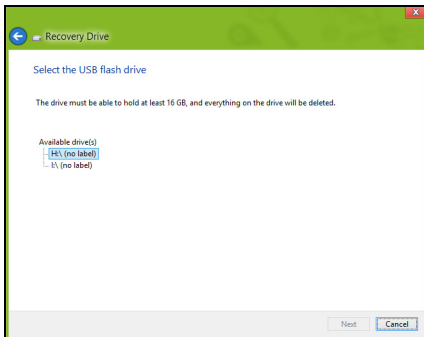 x
Recovery Drive
Select the USB flash drive
The drive must be able to hold at least 16 GB, and everything on the drive will be deleted.
Available drive(s)
H:\ (no label)
I:\ (no label)
Next Cancel